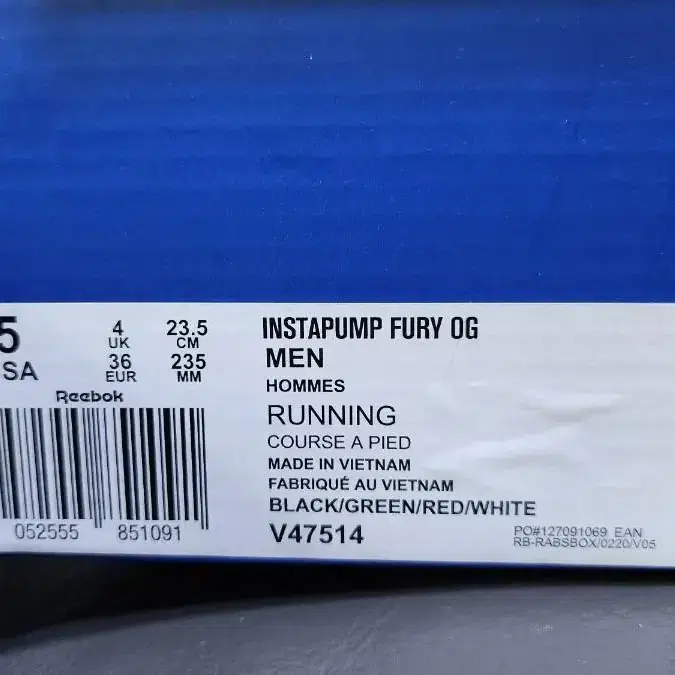 5 4 23.5
SA UK CM
36 235
EUR MM
Reebok
052555 851091
INSTAPUMP FURY OG
MEN
HOMMES
RUNNING
COURSE A PIED
MADE IN VIETNAM
FABRIQUÉ AU VIETNAM
BLACK/GREEN/RED/WHITE
V47514
PO#127091069 EAN
RB-RABSBOX/0220/V05